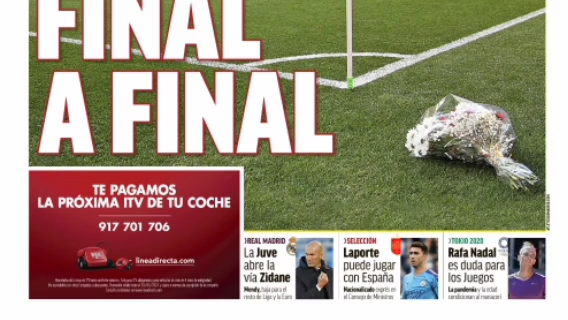 FINAL
A FINAL
TE PAGAMOS
LA PRÓXIMA ITV DE TU COCHE
917 701 706
lineadirecta.com
REAL MADRID
La Juve
abre la
vía Zidane
Mendy, baja para el
resto de Liga y la Euro
SELECCIÓN
Laporte
puede jugar
con España
Nacionalizado exprés en
el Consejo de Ministros
TOKIO 2020
Rafa Nadal
es duda para
los Juegos
La pandemia y la edad
condicionan al manacorí